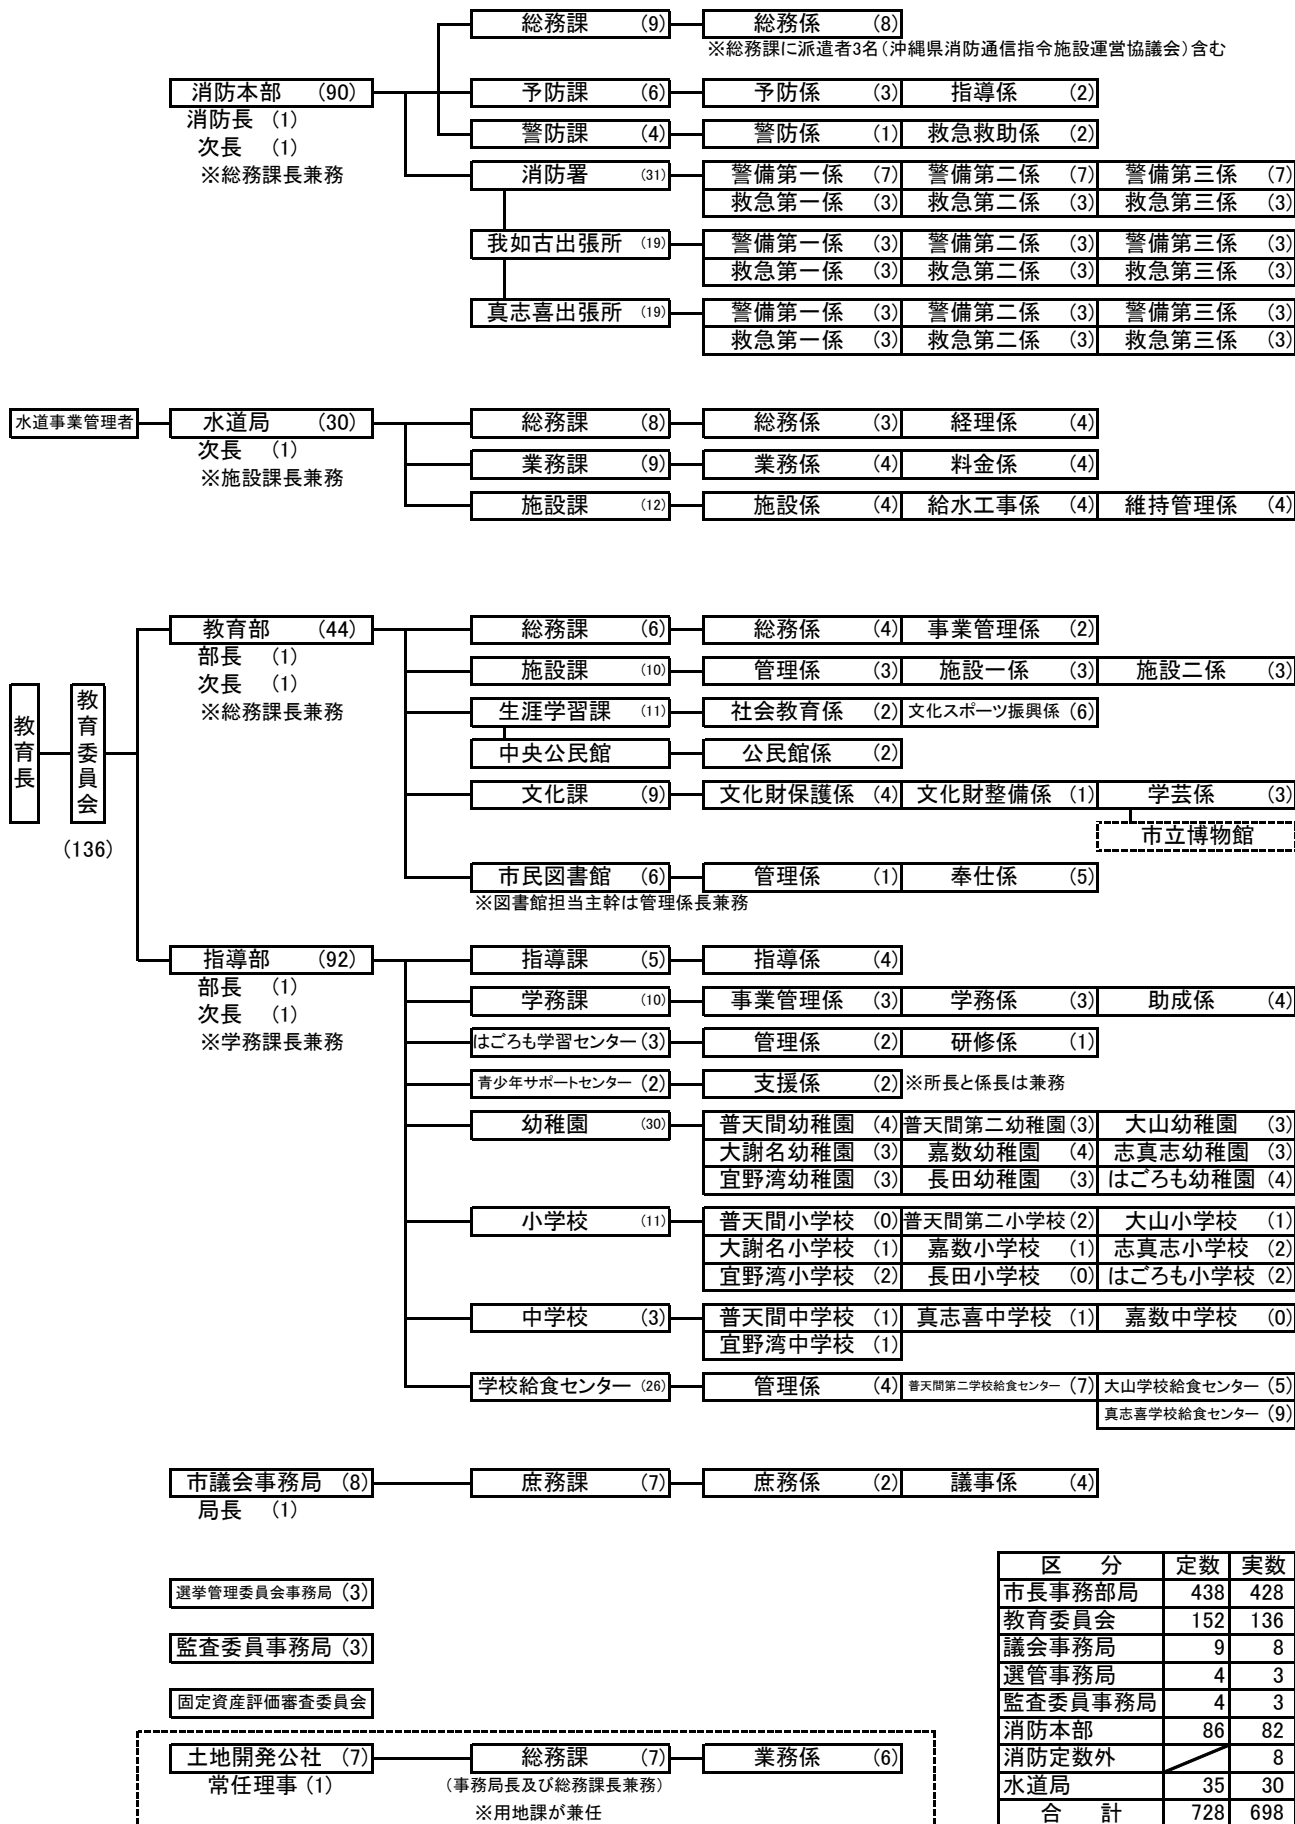 総務課 (9) 総務係 (8)
※総務課に派遣者3名(沖縄県消防通信指令施設運営協議会)含む
消防本部 (90) 予防課 (6) 予防係 (3) 指導係 (2)
消防長 (1)
警防課 (4) 警防係 (1) 救急救助係 (2)
次長 (1)
※総務課長兼務
消防署 (31) 警備第一係 (7) 警備第二係 (7) 警備第三係 (7)
救急第一係 (3) 救急第二係 (3) 救急第三係 (3)
我如古出張所 (19) 警備第一係 (3) 警備第二係 (3) 警備第三係 (3)
救急第一係 (3) 救急第二係 (3) 救急第三係 (3)
真志喜出張所 (19) 警備第一係 (3) 警備第二係 (3) 警備第三係 (3)
救急第一係 (3) 救急第二係 (3) 救急第三係 (3)
水道事業管理者 水道局 (30) 総務課 (8) 総務係 (3) 経理係 (4)
次長 (1)
業務課 (9) 業務係 (4) 料金係 (4)
※施設課長兼務
施設課 (12) 施設係 (4) 給水工事係 (4) 維持管理係 (4)
教育長
教育委員会
(136)
教育部 (44) 総務課 (6) 総務係 (4) 事業管理係 (2)
部長 (1)
施設課 (10) 管理係 (3) 施設一係 (3) 施設二係 (3)
次長 (1)
※総務課長兼務
生涯学習課 (11) 社会教育係 (2) 文化スポーツ振興係 (6)
中央公民館 公民館係 (2)
文化課 (9) 文化財保護係 (4) 文化財整備係 (1) 学芸係 (3)
市立博物館
市民図書館 (6) 管理係 (1) 奉仕係 (5)
※図書館担当主幹は管理係長兼務
指導部 (92) 指導課 (5) 指導係 (4)
部長 (1)
学務課 (10) 事業管理係 (3) 学務係 (3) 助成係 (4)
次長 (1)
※学務課長兼務
はごろも学習センター (3) 管理係 (2) 研修係 (1)
青少年サポートセンター (2) 支援係 (2) ※所長と係長は兼務
幼稚園 (30) 普天間幼稚園 (4) 普天間第二幼稚園 (3) 大山幼稚園 (3)
大謝名幼稚園 (3) 嘉数幼稚園 (4) 志真志幼稚園 (3)
宜野湾幼稚園 (3) 長田幼稚園 (3) はごろも幼稚園 (4)
小学校 (11) 普天間小学校 (0) 普天間第二小学校 (2) 大山小学校 (1)
大謝名小学校 (1) 嘉数小学校 (1) 志真志小学校 (2)
宜野湾小学校 (2) 長田小学校 (0) はごろも小学校 (2)
中学校 (3) 普天間中学校 (1) 真志喜中学校 (1) 嘉数中学校 (0)
宜野湾中学校 (1)
学校給食センター (26) 管理係 (4) 普天間第二学校給食センター (7) 大山学校給食センター (5)
真志喜学校給食センター (9)
市議会事務局 (8) 庶務課 (7) 庶務係 (2) 議事係 (4)
局長 (1)
選挙管理委員会事務局 (3)
監査委員事務局 (3)
固定資産評価審査委員会
土地開発公社 (7) 総務課 (7) 業務係 (6)
常任理事 (1) (事務局長及び総務課長兼務)
※用地課が兼任
区 分 定数 実数
市長事務部局 438 428
教育委員会 152 136
議会事務局 9 8
選管事務局 4 3
監査委員事務局 4 3
消防本部 86 82
消防定数外 8
水道局 35 30
合 計 728 698